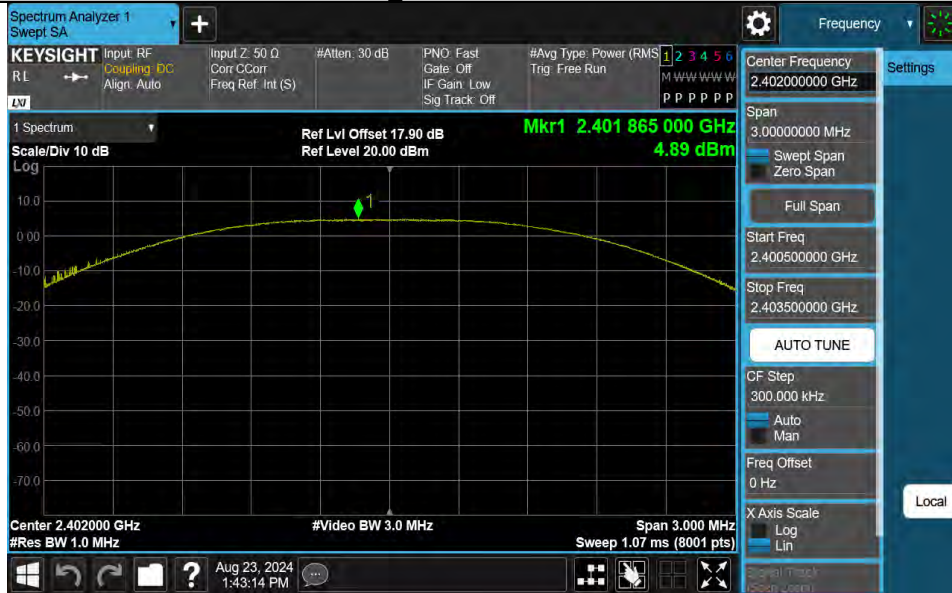 Spectrum Analyzer 1
Swept SA
+
Frequency
KEYSIGHT
RL
LXI
Input: RF
Coupling: DC
Align: Auto
Input Z: 50 Ω
Corr CCorr
Freq Ref: Int (S)
#Atten: 30 dB
PNO: Fast
Gate: Off
IF Gain: Low
Sig Track: Off
#Avg Type: Power (RMS
Trig: Free Run
1 2 3 4 5 6
M W W W W W
P P P P P P
Center Frequency
2.402000000 GHz
Settings
Span
3.00000000 MHz
Swept Span
Zero Span
Full Span
Start Freq
2.400500000 GHz
Stop Freq
2.403500000 GHz
AUTO TUNE
CF Step
300.000 kHz
Auto
Man
Freq Offset
0 Hz
X Axis Scale
Log
Lin
Signal Track
Local
1 Spectrum
Scale/Div 10 dB
Ref Lvl Offset 17.90 dB
Ref Level 20.00 dBm
Mkr1 2.401 865 000 GHz
4.89 dBm
Log
1
10.0
0.00
-10.0
-20.0
-30.0
-40.0
-50.0
-60.0
-70.0
Center 2.402000 GHz
#Res BW 1.0 MHz
#Video BW 3.0 MHz
Span 3.000 MHz
Sweep 1.07 ms (8001 pts)
?
Aug 23, 2024
1:43:14 PM